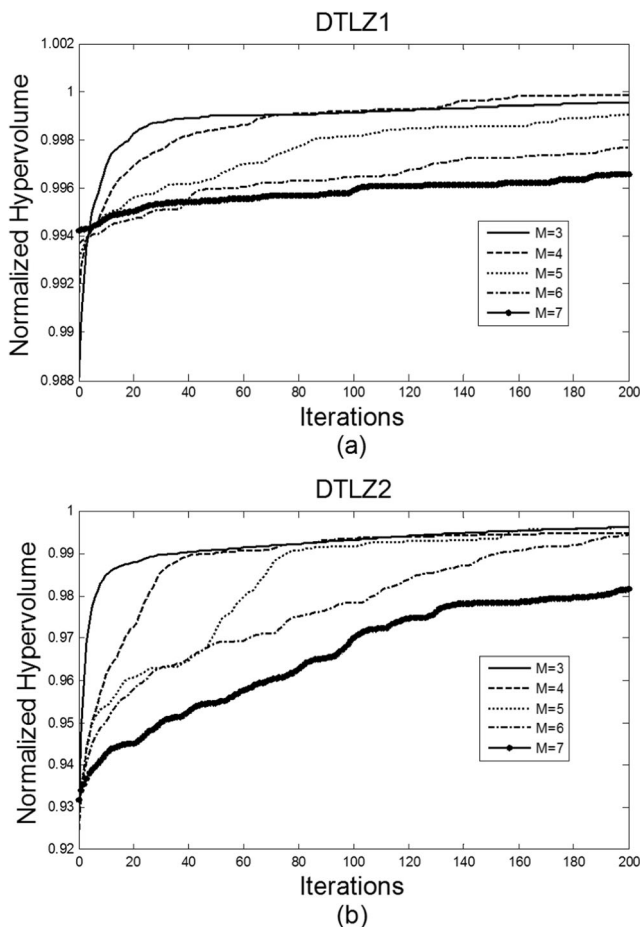 DTLZ1
Normalized Hypervolume
1.002
1
0.998
0.996
0.994
0.992
0.99
0.988
M=3
M=4
M=5
M=6
M=7
0 20 40 60 80 100 120 140 160 180 200
Iterations
(a)
DTLZ2
Normalized Hypervolume
1
0.99
0.98
0.97
0.96
0.95
0.94
0.93
0.92
M=3
M=4
M=5
M=6
M=7
0 20 40 60 80 100 120 140 160 180 200
Iterations
(b)